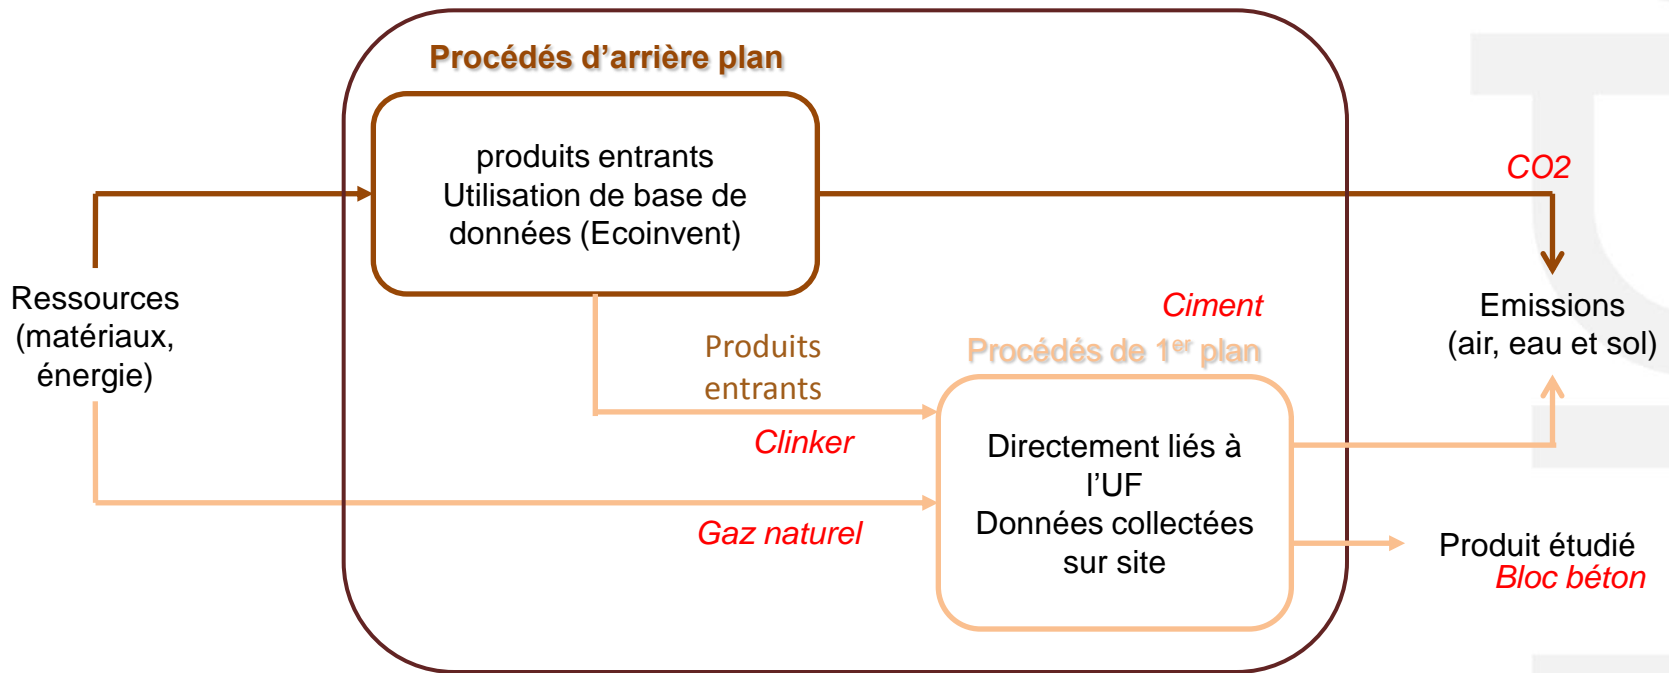 Procédés d’arrière plan
produits entrants
Utilisation de base de
données (Ecoinvent)
CO2
Ressources
(matériaux,
énergie)
Emissions
(air, eau et sol)
Produits
entrants
Clinker
Gaz naturel
Ciment
Procédés de 1er plan
Directement liés à
l’UF
Données collectées
sur site
Produit étudié
Bloc béton